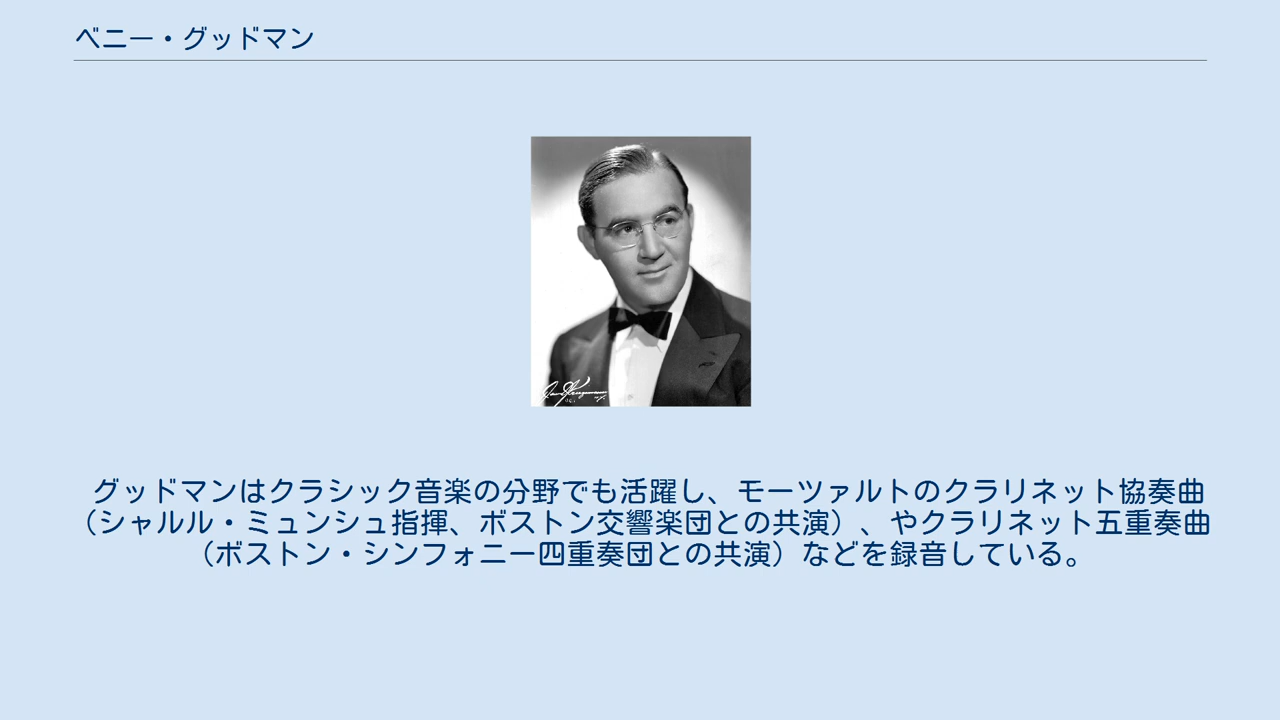 ベニー・グッドマン
グッドマンはクラシック音楽の分野でも活躍し、モーツァルトのクラリネット協奏曲
（シャルル・ミュンシュ指揮、ボストン交響楽団との共演）、やクラリネット五重奏曲
（ボストン・シンフォニー四重奏団との共演）などを録音している。